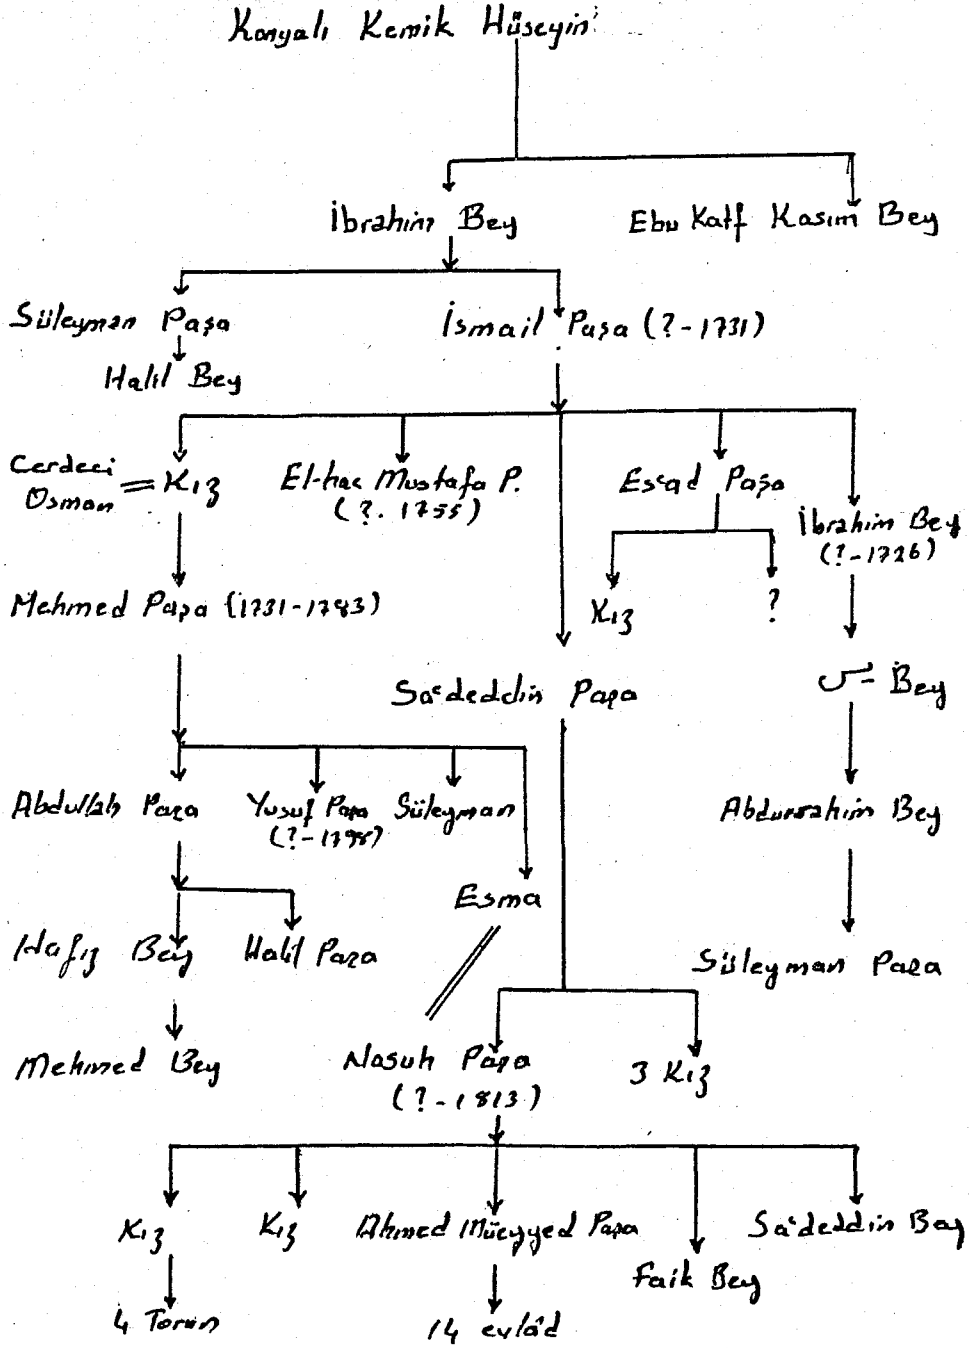 Konyalı Kemik Hüseyin
İbrahim Bey
Ebu Katf Kasım Bey
Süleyman Paşa
İsmail Paşa (?-1731)
Halil Bey
Cerdeci
Osman
Kız
El-hac Mustafa P.
(?. 1755)
Es'ad Paşa
İbrahim Bey
(?-1726)
Mehmed Paşa (1731-1783)
Kız
?
Sa'deddin Paşa
Bey
Abdullah Paşa
Yusuf Paşa
(?-1798)
Süleyman
Abdurrahim Bey
Esma
Hafız Bey
Halil Paşa
Süleyman Paşa
Mehmed Bey
Nasuh Paşa
(?-1813)
3 Kız
Kız
Kız
Ahmed Müeyyed Paşa
Faik Bey
Sa'deddin Bey
4 Torun
14 evlâd